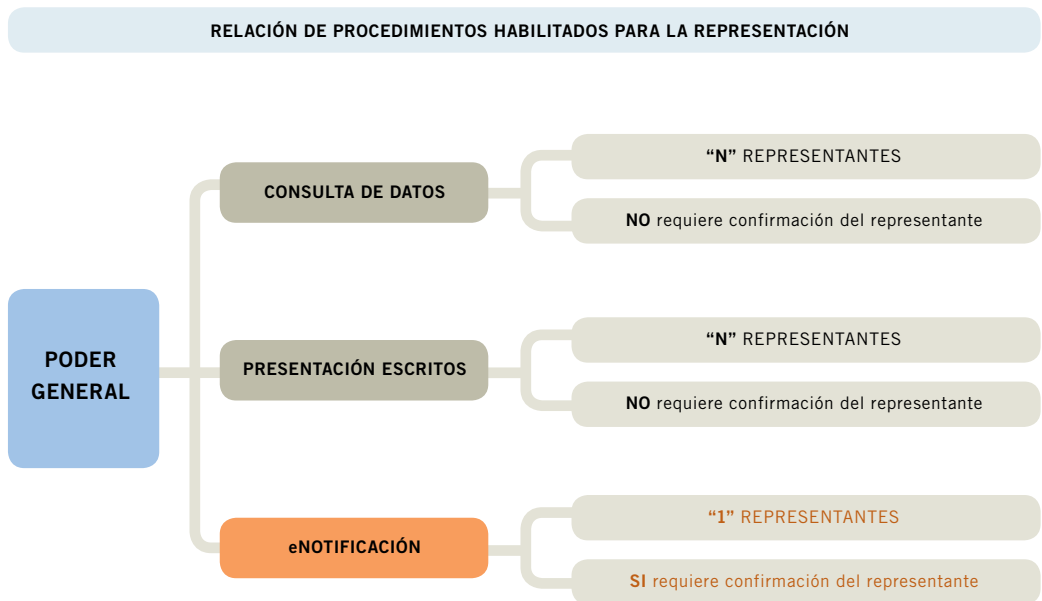 RELACIÓN DE PROCEDIMIENTOS HABILITADOS PARA LA REPRESENTACIÓN
PODER
GENERAL
CONSULTA DE DATOS
“N” REPRESENTANTES
NO requiere confirmación del representante
PRESENTACIÓN ESCRITOS
“N” REPRESENTANTES
NO requiere confirmación del representante
eNOTIFICACIÓN
“1” REPRESENTANTES
SI requiere confirmación del representante